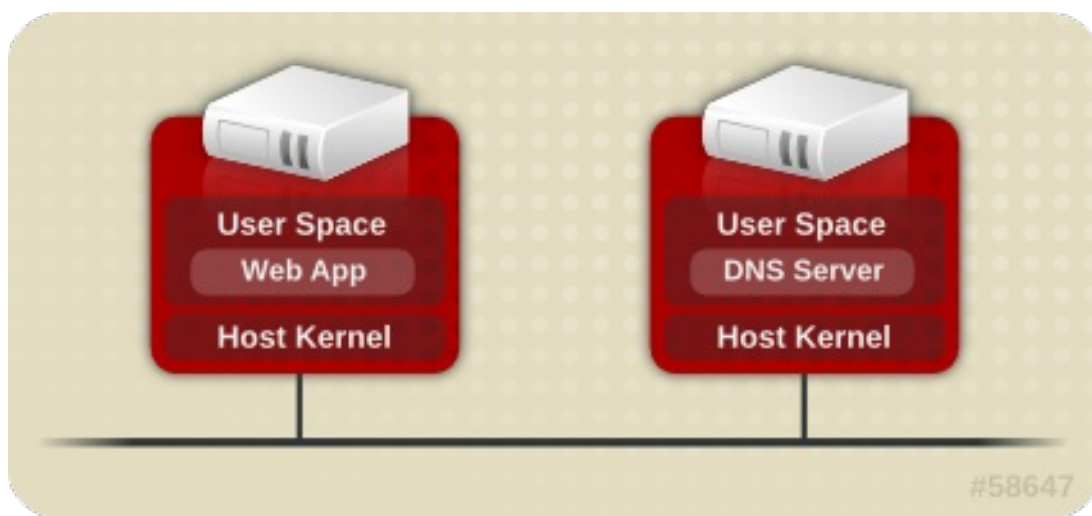 User Space
Web App
Host Kernel
User Space
DNS Server
Host Kernel
#58647